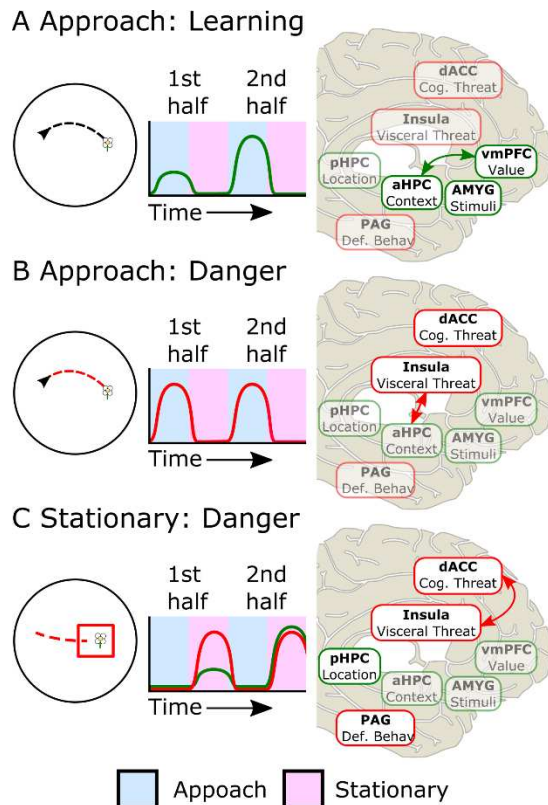 A Approach: Learning
1st half
2nd half
Time
dACC
Cog. Threat
Insula
Visceral Threat
pHPC
Location
vmPFC
Value
aHPC
Context
AMYG
Stimuli
PAG
Def. Behav
B Approach: Danger
1st half
2nd half
Time
dACC
Cog. Threat
Insula
Visceral Threat
pHPC
Location
vmPFC
Value
aHPC
Context
AMYG
Stimuli
PAG
Def. Behav
C Stationary: Danger
1st half
2nd half
Time
dACC
Cog. Threat
Insula
Visceral Threat
pHPC
Location
vmPFC
Value
aHPC
Context
AMYG
Stimuli
PAG
Def. Behav
Appoach
Stationary